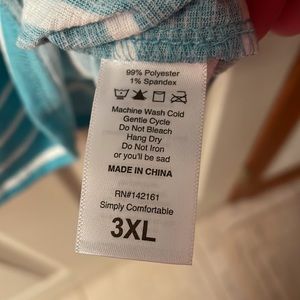 99% Polyester
1% Spandex
Machine Wash Cold
Gentle Cycle
Do Not Bleach
Hang Dry
Do Not Iron
or you'll be sad
MADE IN CHINA
RN#142161
Simply Comfortable
3XL